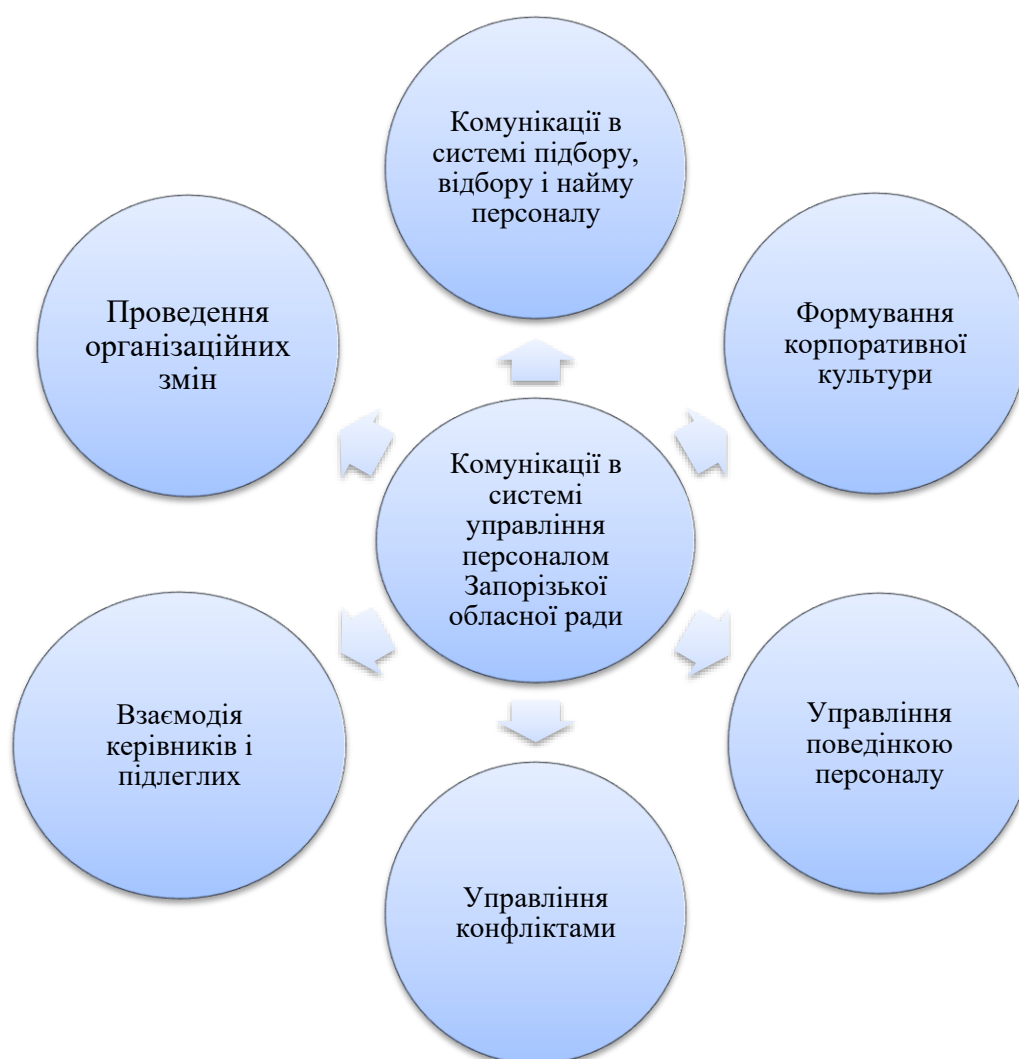 Комунікації в
системі підбору,
відбору і найму
персоналу
Проведення
організаційних
змін
Формування
корпоративної
культури
Комунікації в
системі
управління
персоналом
Запорізької
обласної ради
Взаємодія
керівників і
підлеглих
Управління
поведінкою
персоналу
Управління
конфліктами